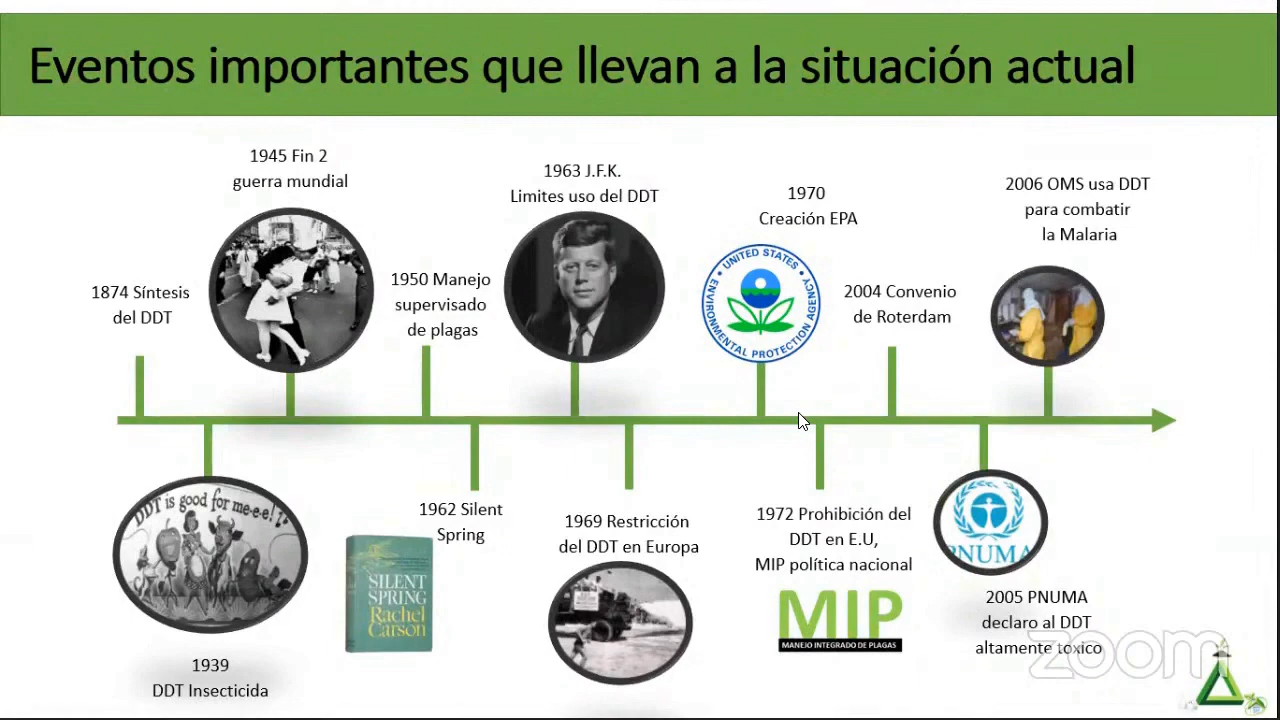 Eventos importantes que llevan a la situación actual
1874 Síntesis
del DDT
1939
DDT Insecticida
DDT is good for me-e-e!
1945 Fin 2
guerra mundial
1950 Manejo
supervisado
de plagas
1962 Silent
Spring
SILENT
SPRING
Rachel
Carson
1963 J.F.K.
Limites uso del DDT
1969 Restricción
del DDT en Europa
1970
Creación EPA
UNITED STATES
ENVIRONMENTAL PROTECTION AGENCY
1972 Prohibición del
DDT en E.U,
MIP política nacional
MIP
MANEJO INTEGRADO DE PLAGAS
2004 Convenio
de Roterdam
2005 PNUMA
declaro al DDT
altamente toxico
PNUMA
2006 OMS usa DDT
para combatir
la Malaria
zoom